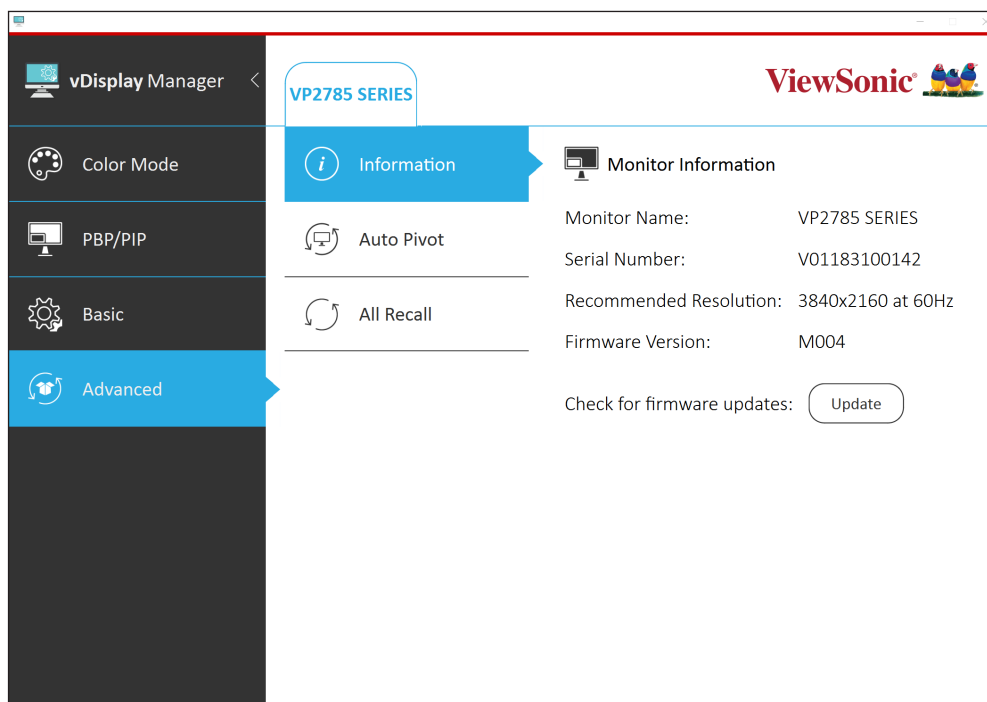 vDisplay Manager
VP2785 SERIES
ViewSonic
Color Mode
PBP/PIP
Basic
Advanced
Information
Auto Pivot
All Recall
Monitor Information
Monitor Name: VP2785 SERIES
Serial Number: V01183100142
Recommended Resolution: 3840x2160 at 60Hz
Firmware Version: M004
Check for firmware updates: Update